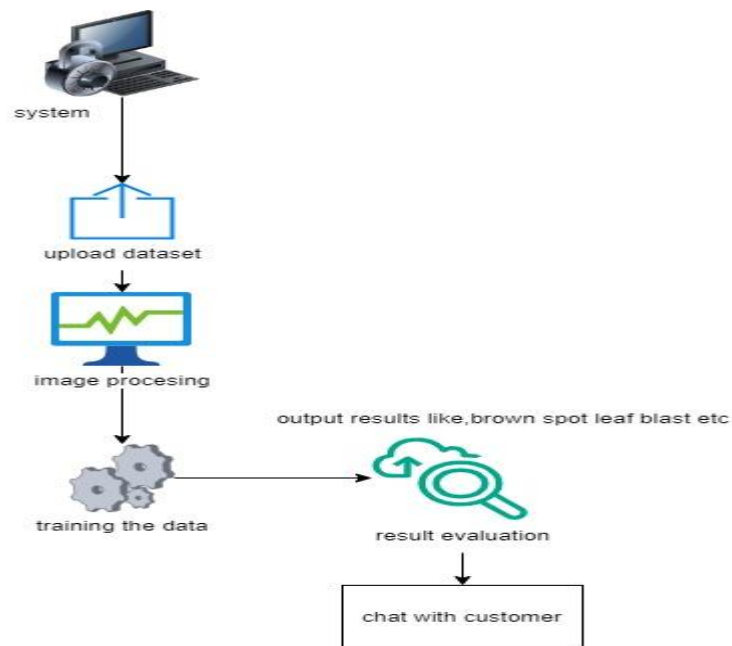 system
upload dataset
image procesing
output results like,brown spot leaf blast etc
training the data
result evaluation
chat with customer